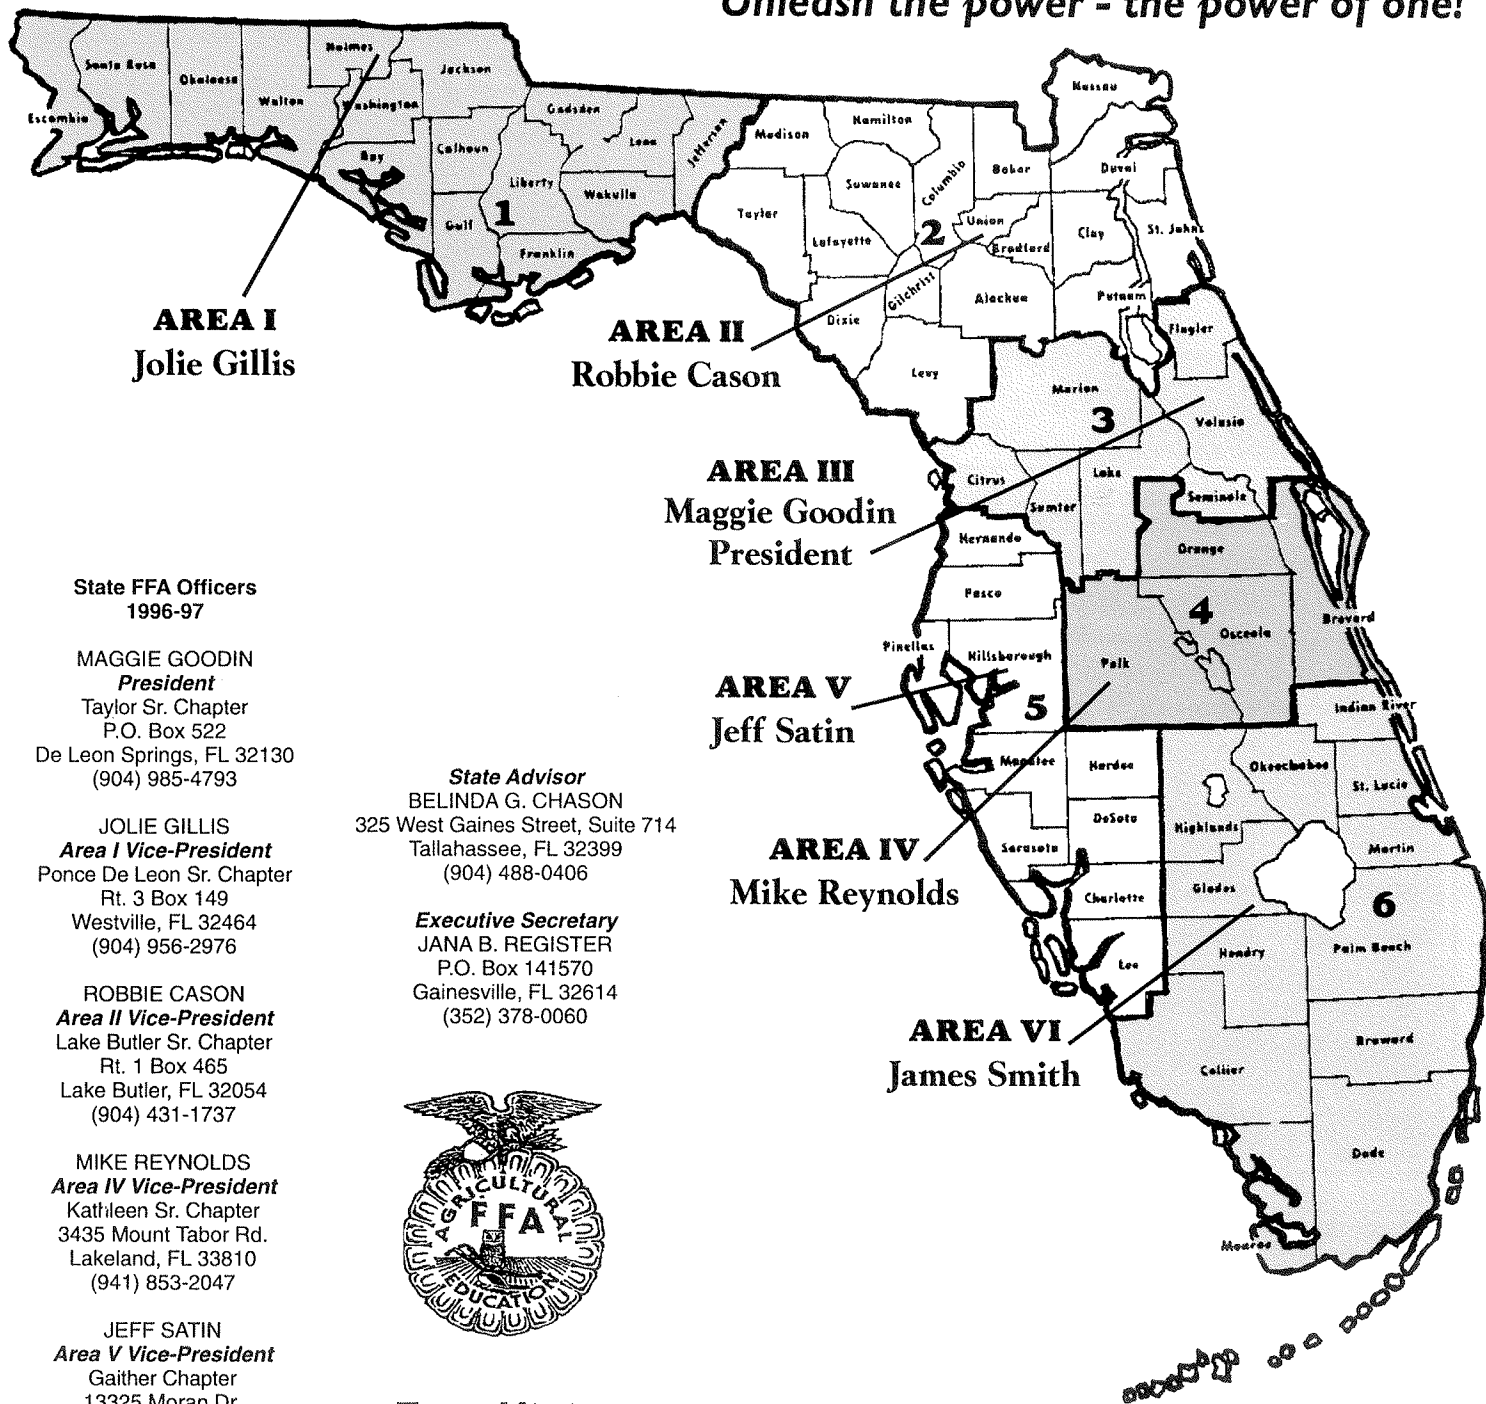 Unleash the power - the power of one!
Escambia
Santa Rosa
Okaloosa
Walton
Holmes
Washington
Jackson
Bay
Calhoun
Gulf
Gadsden
Liberty
Leon
Wakulla
Jefferson
Franklin
1
Madison
Hamilton
Taylor
Suwanee
Lafayette
Columbia
Baker
Nassau
Duval
Union
Bradford
Clay
St. Johns
2
Dixie
Gilchrist
Alachua
Putnam
Levy
Flagler
Marion
3
Volusia
Citrus
Sumter
Lake
Seminole
Hernando
Orange
Pasco
4
Osceola
Brevard
Pinellas
Hillsborough
Polk
5
Indian River
Manatee
Hardee
Okeechobee
St. Lucie
DeSoto
Highlands
Sarasota
Martin
Charlotte
Glades
6
Lee
Hendry
Palm Beach
Collier
Broward
Dade
Monroe
AREA I
Jolie Gillis
AREA II
Robbie Cason
AREA III
Maggie Goodin
President
AREA V
Jeff Satin
AREA IV
Mike Reynolds
AREA VI
James Smith
State FFA Officers
1996-97
MAGGIE GOODIN
President
Taylor Sr. Chapter
P.O. Box 522
De Leon Springs, FL 32130
(904) 985-4793
JOLIE GILLIS
Area I Vice-President
Ponce De Leon Sr. Chapter
Rt. 3 Box 149
Westville, FL 32464
(904) 956-2976
ROBBIE CASON
Area II Vice-President
Lake Butler Sr. Chapter
Rt. 1 Box 465
Lake Butler, FL 32054
(904) 431-1737
MIKE REYNOLDS
Area IV Vice-President
Kathleen Sr. Chapter
3435 Mount Tabor Rd.
Lakeland, FL 33810
(941) 853-2047
JEFF SATIN
Area V Vice-President
Gaither Chapter
13325 Moran Dr.
State Advisor
BELINDA G. CHASON
325 West Gaines Street, Suite 714
Tallahassee, FL 32399
(904) 488-0406
Executive Secretary
JANA B. REGISTER
P.O. Box 141570
Gainesville, FL 32614
(352) 378-0060
AGRICULTURAL
FFA
EDUCATION